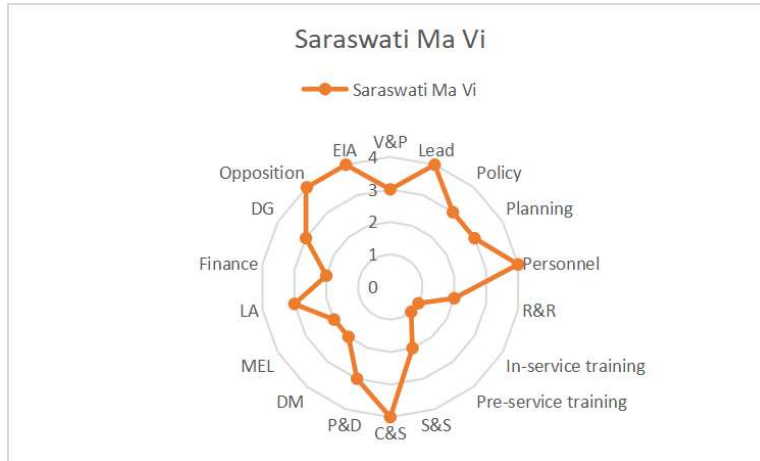 Saraswati Ma Vi
Saraswati Ma Vi
V&P
Lead
Policy
Planning
Personnel
R&R
In-service training
Pre-service training
S&S
C&S
P&D
DM
MEL
LA
Finance
DG
Opposition
EIA
4
3
2
1
0